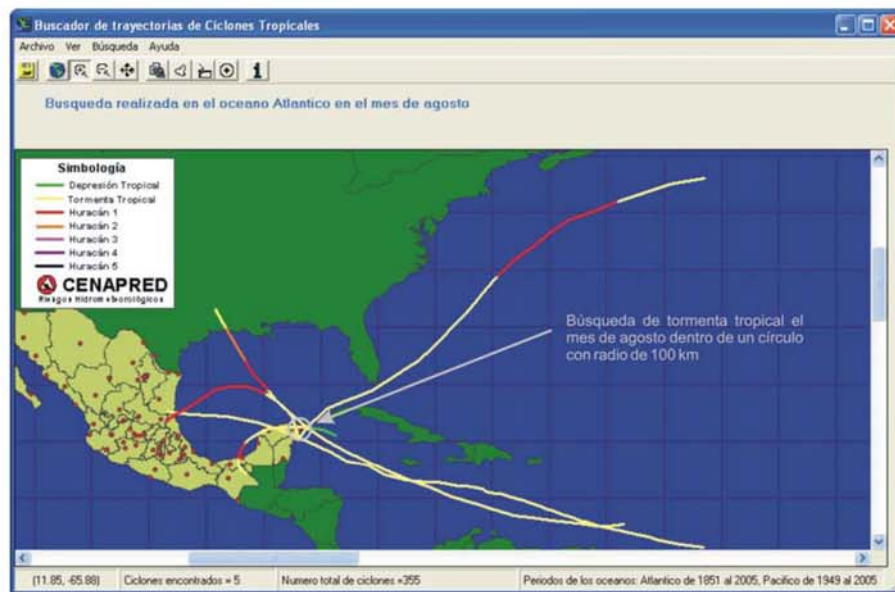 Buscador de trayectorias de Ciclones Tropicales
Archivo Ver Búsqueda Ayuda
Busqueda realizada en el oceano Atlantico en el mes de agosto
Simbología
Depresión Tropical
Tormenta Tropical
Huracán 1
Huracán 2
Huracán 3
Huracán 4
Huracán 5
CENAPRED
Riesgos Hidrometeorológicos
Búsqueda de tormenta tropical el
mes de agosto dentro de un círculo
con radio de 100 km
(11.85, -65.88) Ciclones encontrados = 5 Numero total de ciclones =355 Periodos de los oceanos: Atlantico de 1851 al 2005, Pacifico de 1949 al 2005